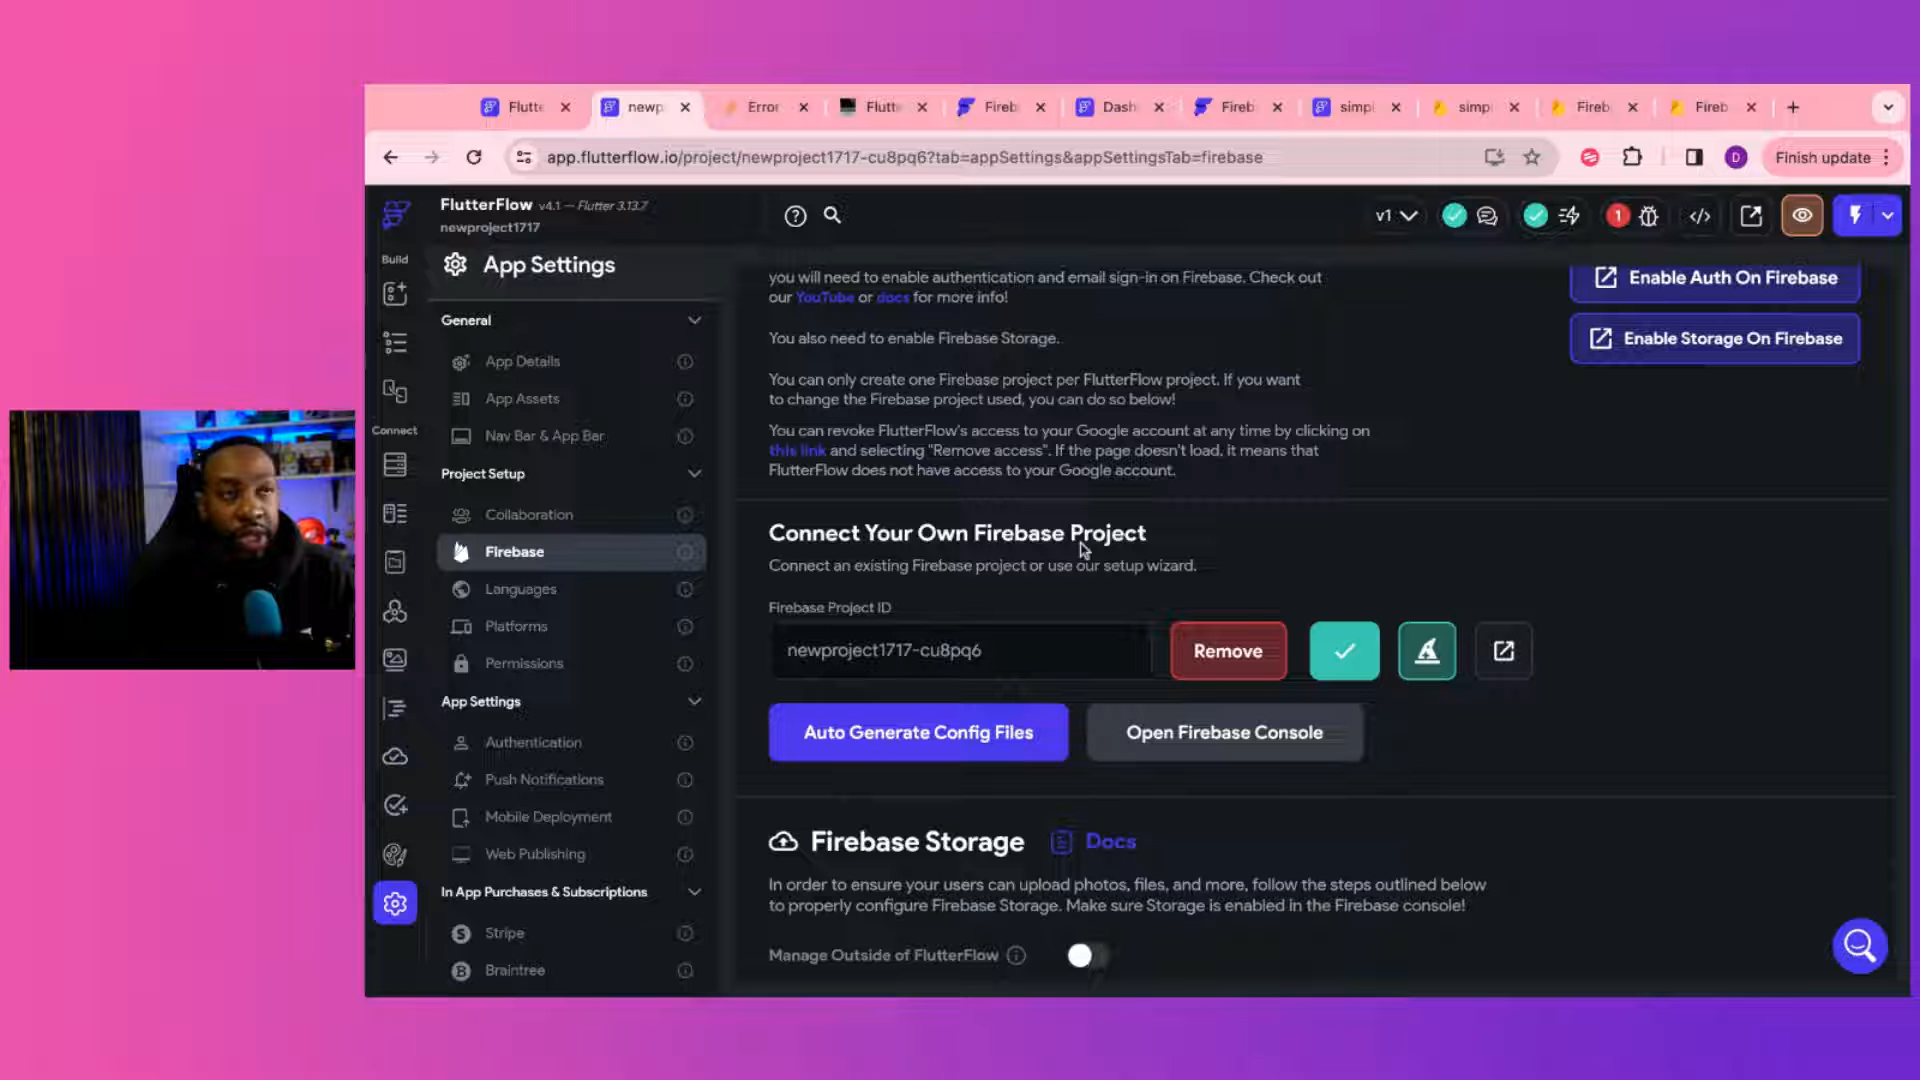 Flutte
newp
Error
Flutte
Fireb
Dash
Fireb
simpl
simp
Fireb
Fireb
app.flutterflow.io/project/newproject1717-cu8pq6?tab=appSettings&appSettingsTab=firebase
D
Finish update
FlutterFlow v4.1 – Flutter 3.13.7
newproject1717
v1
1
Build
Connect
App Settings
General
App Details
App Assets
Nav Bar & App Bar
Project Setup
Collaboration
Firebase
Languages
Platforms
Permissions
App Settings
Authentication
Push Notifications
Mobile Deployment
Web Publishing
In App Purchases & Subscriptions
Stripe
Braintree
you will need to enable authentication and email sign-in on Firebase. Check out
our YouTube or docs for more info!
You also need to enable Firebase Storage.
You can only create one Firebase project per FlutterFlow project. If you want
to change the Firebase project used, you can do so below!
You can revoke FlutterFlow's access to your Google account at any time by clicking on
this link and selecting "Remove access". If the page doesn't load, it means that
FlutterFlow does not have access to your Google account.
Enable Auth On Firebase
Enable Storage On Firebase
Connect Your Own Firebase Project
Connect an existing Firebase project or use our setup wizard.
Firebase Project ID
newproject1717-cu8pq6
Remove
Auto Generate Config Files
Open Firebase Console
Firebase Storage
Docs
In order to ensure your users can upload photos, files, and more, follow the steps outlined below
to properly configure Firebase Storage. Make sure Storage is enabled in the Firebase console!
Manage Outside of FlutterFlow